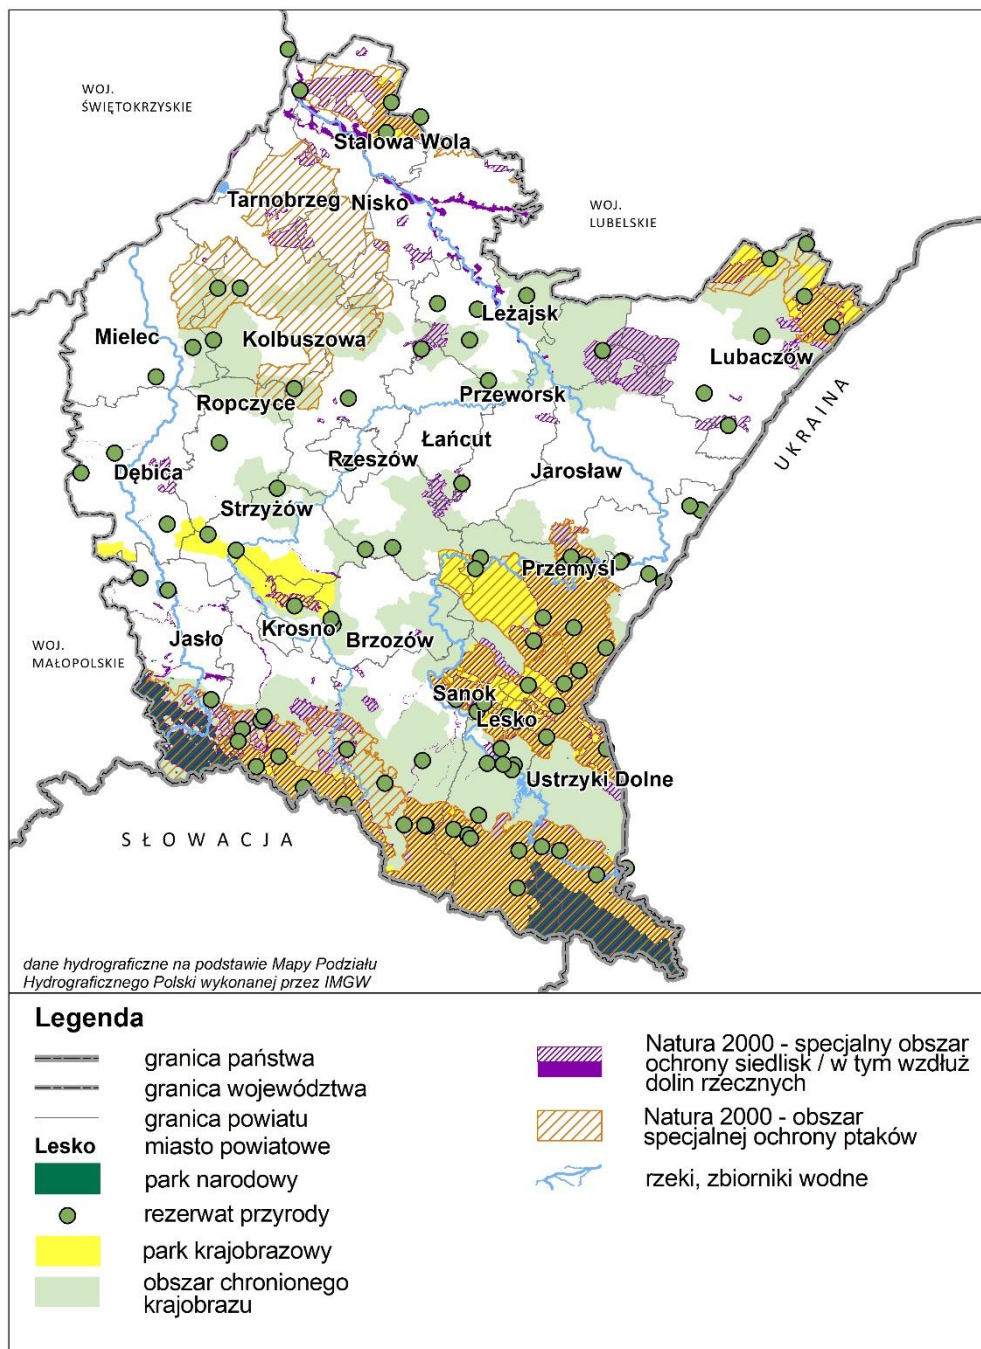 WOJ.
ŚWIĘTOKRZYSKIE
Stalowa Wola
Tarnobrzeg
Nisko
WOJ.
LUBELSKIE
Leżajsk
Mielec
Kolbuszowa
Lubaczów
Ropczyce
Przeworsk
UKRAINA
Łańcut
Rzeszów
Jarosław
Dębica
Strzyżów
Przemyśl
Krosno
Jasło
Brzozów
WOJ.
MAŁOPOLSKIE
Sanok
Lesko
Ustrzyki Dolne
SŁOWACJA
dane hydrograficzne na podstawie Mapy Podziału
Hydrograficznego Polski wykonanej przez IMGW
Legenda
granica państwa
granica województwa
granica powiatu
Lesko miasto powiatowe
park narodowy
rezerwat przyrody
park krajobrazowy
obszar chronionego
krajobrazu
Natura 2000 - specjalny obszar
ochrony siedlisk / w tym wzdłuż
dolin rzecznych
Natura 2000 - obszar
specjalnej ochrony ptaków
rzeki, zbiorniki wodne